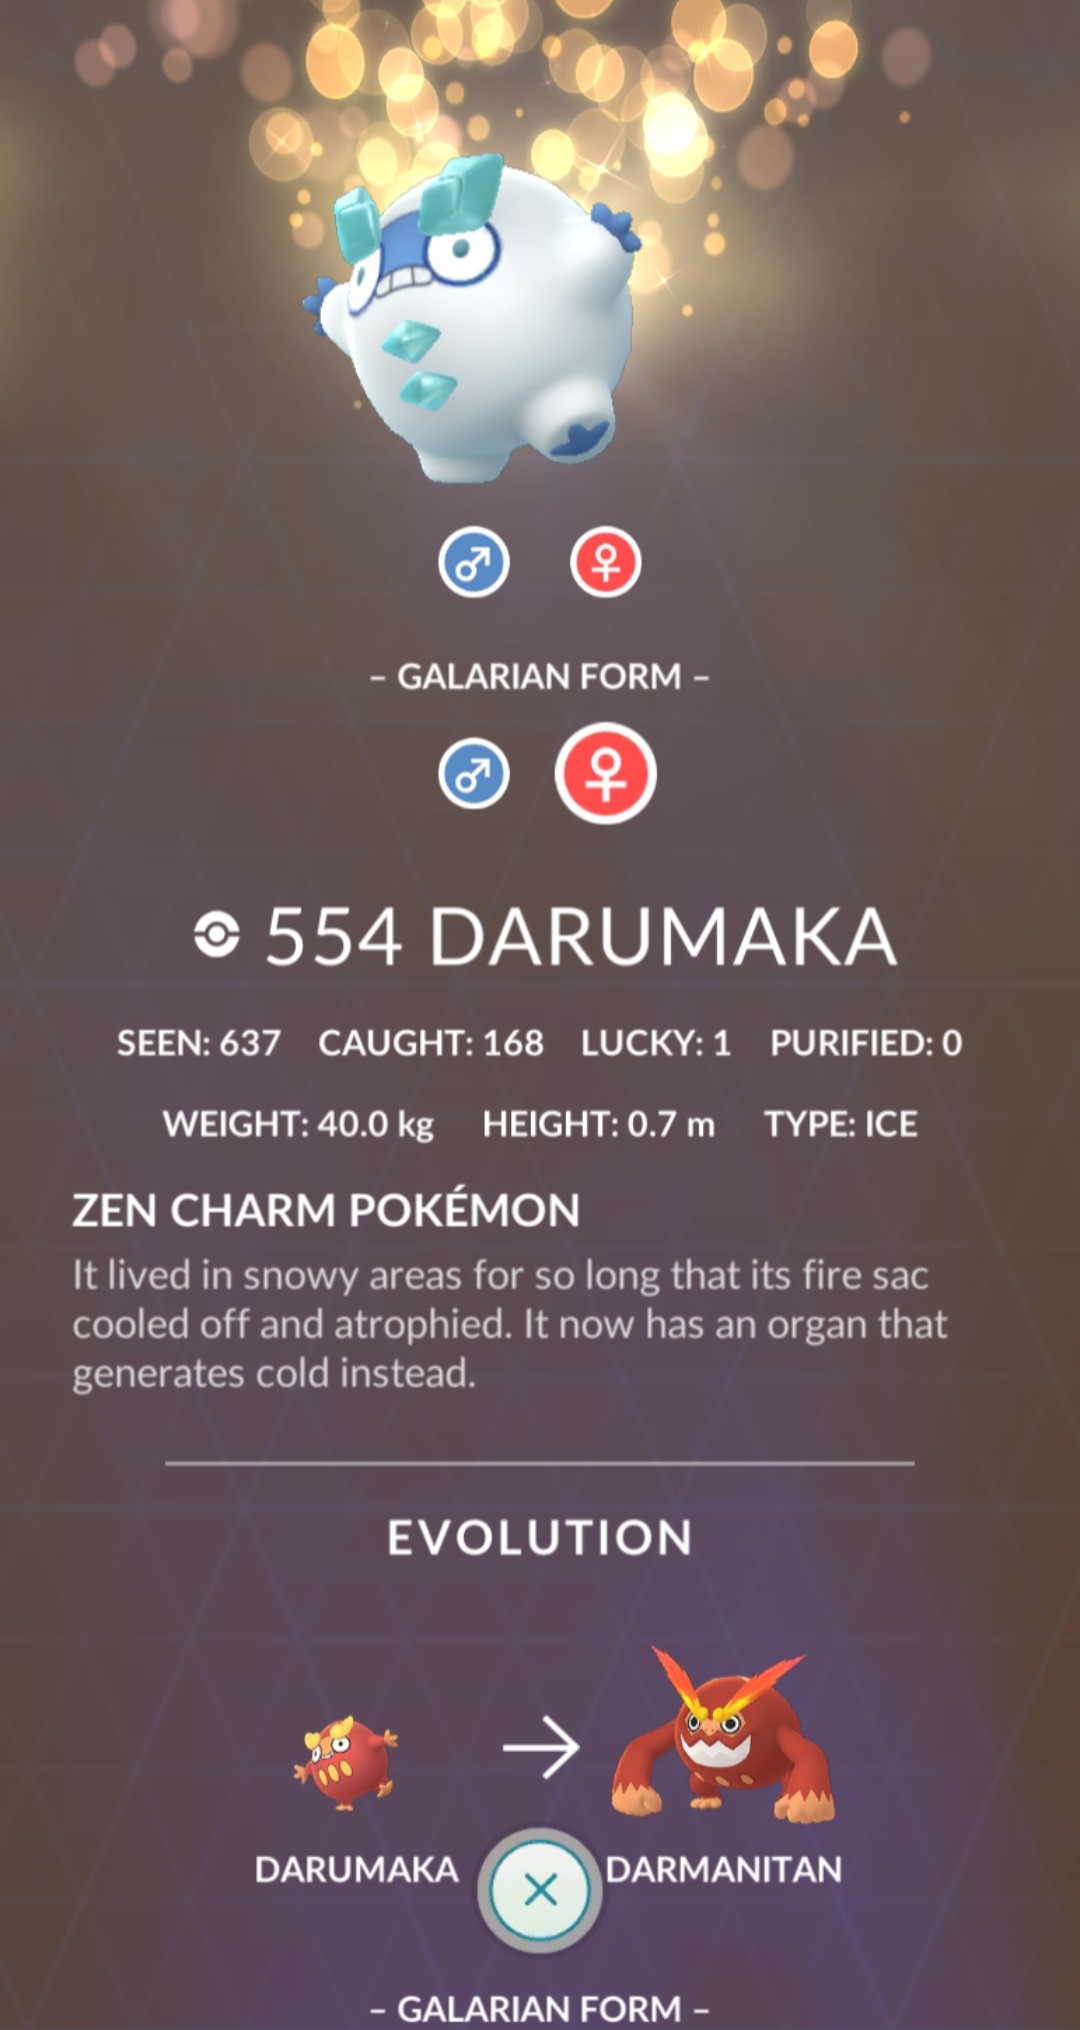 – GALARIAN FORM –
554 DARUMAKA
SEEN: 637 CAUGHT: 168 LUCKY: 1 PURIFIED: 0
WEIGHT: 40.0 kg HEIGHT: 0.7 m TYPE: ICE
ZEN CHARM POKÉMON
It lived in snowy areas for so long that its fire sac
cooled off and atrophied. It now has an organ that
generates cold instead.
EVOLUTION
DARUMAKA DARMANITAN
– GALARIAN FORM –